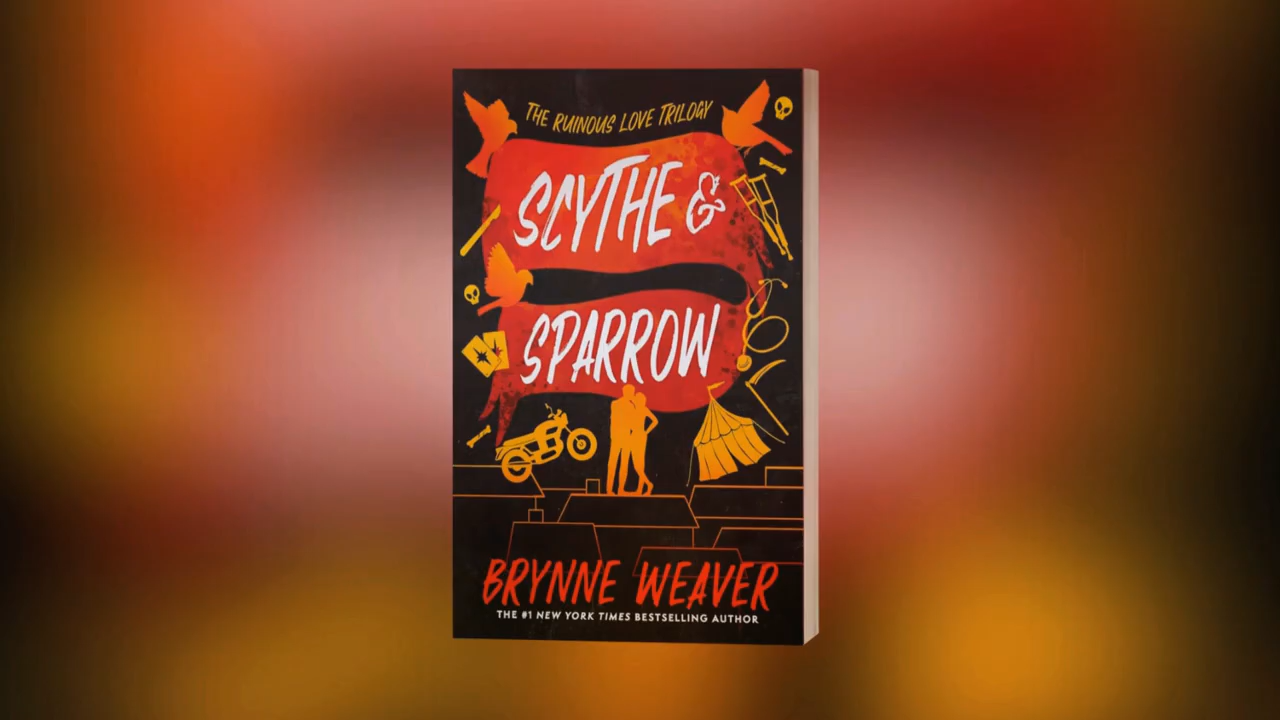 THE RUINOUS LOVE TRILOGY
SCYTHE &
SPARROW
BRYNNE WEAVER
THE #1 NEW YORK TIMES BESTSELLING AUTHOR